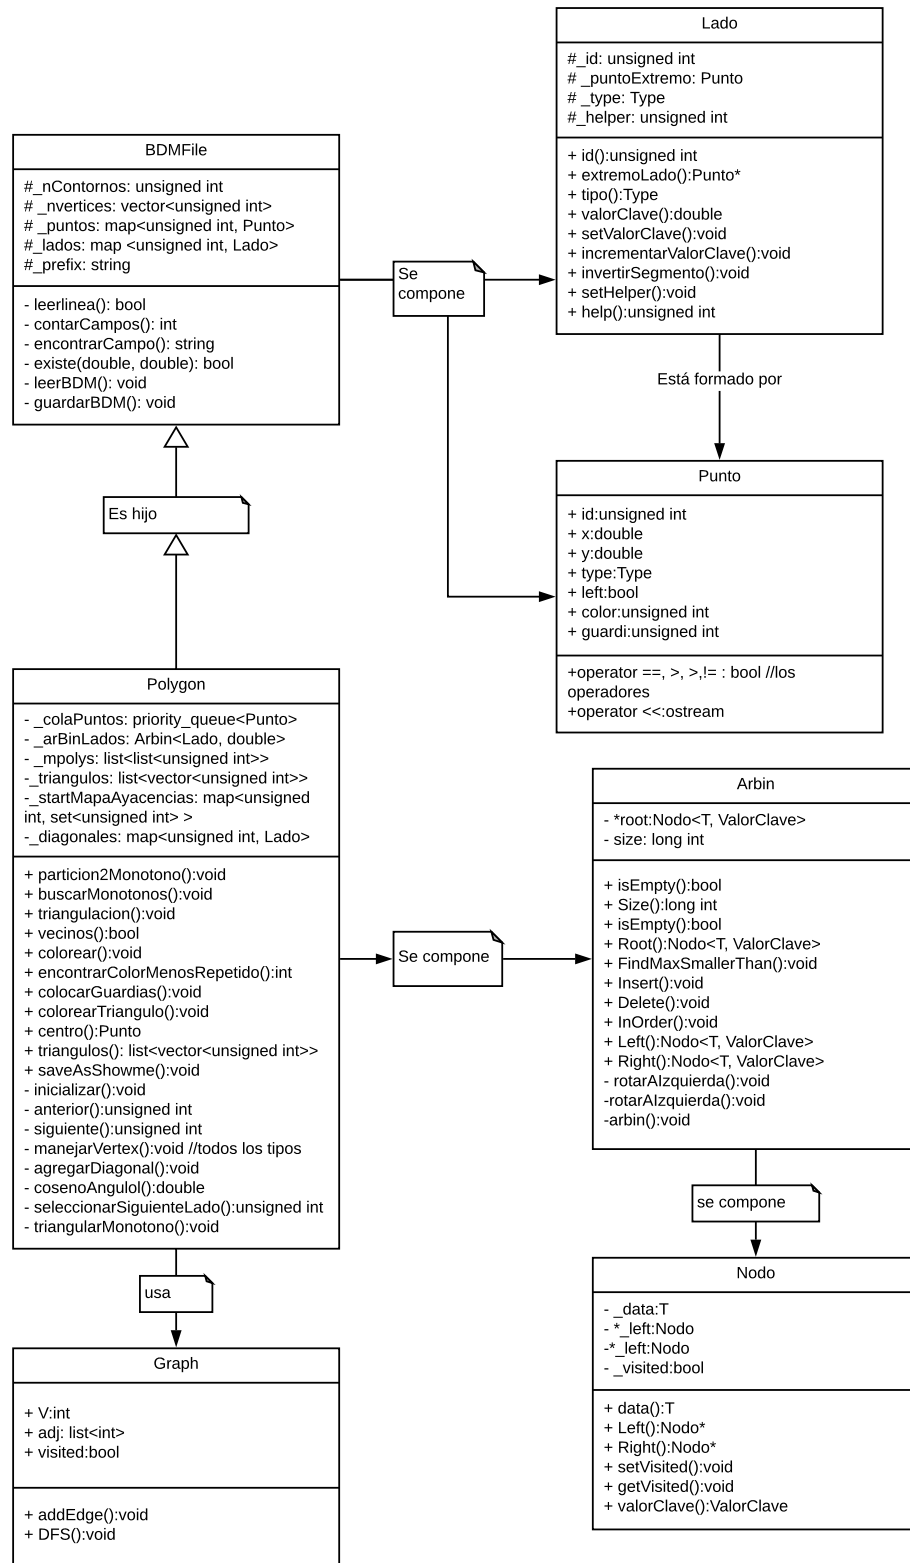 Lado
#_id: unsigned int
# _puntoExtremo: Punto
# _type: Type
#_helper: unsigned int
+ id():unsigned int
+ extremoLado():Punto*
+ tipo():Type
+ valorClave():double
+ setValorClave():void
+ incrementarValorClave():void
+ invertirSegmento():void
+ setHelper():void
+ help():unsigned int
BDMFile
#_nContornos: unsigned int
# _nvertices: vector<unsigned int>
# _puntos: map<unsigned int, Punto>
#_lados: map <unsigned int, Lado>
#_prefix: string
- leerlinea(): bool
- contarCampos(): int
- encontrarCampo(): string
- existe(double, double): bool
- leerBDM(): void
- guardarBDM(): void
Se
compone
Está formado por
Punto
+ id:unsigned int
+ x:double
+ y:double
+ type:Type
+ left:bool
+ color:unsigned int
+ guardi:unsigned int
+operator ==, >, >,!= : bool //los
operadores
+operator <<:ostream
Es hijo
Polygon
- _colaPuntos: priority_queue<Punto>
- _arBinLados: Arbin<Lado, double>
- _mpolys: list<list<unsigned int>>
-_triangulos: list<vector<unsigned int>>
-_startMapaAyacencias: map<unsigned
int, set<unsigned int> >
-_diagonales: map<unsigned int, Lado>
+ particion2Monotono():void
+ buscarMonotonos():void
+ triangulacion():void
+ vecinos():bool
+ colorear():void
+ encontrarColorMenosRepetido():int
+ colocarGuardias():void
+ colorearTriangulo():void
+ centro():Punto
+ triangulos(): list<vector<unsigned int>>
+ saveAsShowme():void
- inicializar():void
- anterior():unsigned int
- siguiente():unsigned int
- manejarVertex():void //todos los tipos
- agregarDiagonal():void
- cosenoAngulol():double
- seleccionarSiguienteLado():unsigned int
- triangularMonotono():void
Se compone
Arbin
- *root:Nodo<T, ValorClave>
- size: long int
+ isEmpty():bool
+ Size():long int
+ isEmpty():bool
+ Root():Nodo<T, ValorClave>
+ FindMaxSmallerThan():void
+ Insert():void
+ Delete():void
+ InOrder():void
+ Left():Nodo<T, ValorClave>
+ Right():Nodo<T, ValorClave>
- rotarAIzquierda():void
-rotarAIzquierda():void
-arbin():void
se compone
Nodo
- _data:T
- *_left:Nodo
-*_left:Nodo
- _visited:bool
+ data():T
+ Left():Nodo*
+ Right():Nodo*
+ setVisited():void
+ getVisited():void
+ valorClave():ValorClave
usa
Graph
+ V:int
+ adj: list<int>
+ visited:bool
+ addEdge():void
+ DFS():void